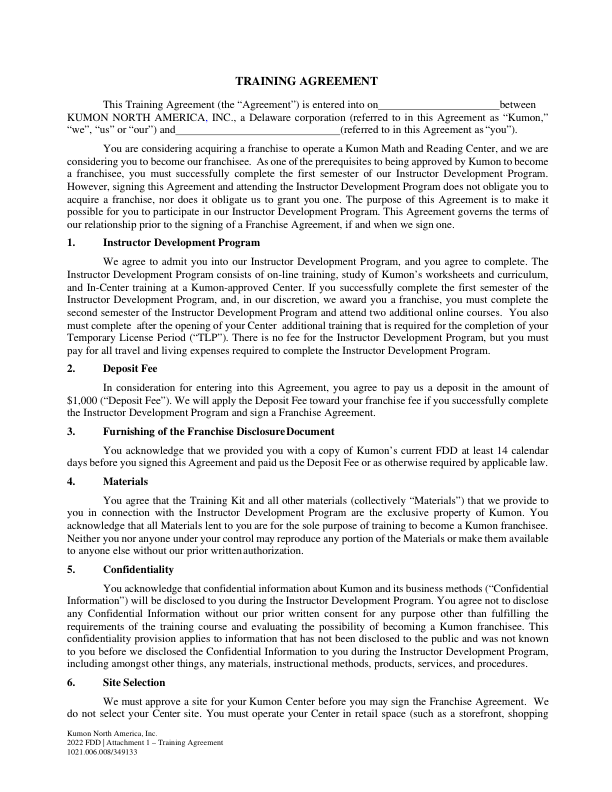 TRAINING AGREEMENT
This Training Agreement (the “Agreement”) is entered into on______________________between
KUMON NORTH AMERICA, INC., a Delaware corporation (referred to in this Agreement as “Kumon,”
“we”, “us” or “our”) and______________________________(referred to in this Agreement as “you”).
You are considering acquiring a franchise to operate a Kumon Math and Reading Center, and we are
considering you to become our franchisee. As one of the prerequisites to being approved by Kumon to become
a franchisee, you must successfully complete the first semester of our Instructor Development Program.
However, signing this Agreement and attending the Instructor Development Program does not obligate you to
acquire a franchise, nor does it obligate us to grant you one. The purpose of this Agreement is to make it
possible for you to participate in our Instructor Development Program. This Agreement governs the terms of
our relationship prior to the signing of a Franchise Agreement, if and when we sign one.
1. Instructor Development Program
We agree to admit you into our Instructor Development Program, and you agree to complete. The
Instructor Development Program consists of on-line training, study of Kumon’s worksheets and curriculum,
and In-Center training at a Kumon-approved Center. If you successfully complete the first semester of the
Instructor Development Program, and, in our discretion, we award you a franchise, you must complete the
second semester of the Instructor Development Program and attend two additional online courses. You also
must complete after the opening of your Center additional training that is required for the completion of your
Temporary License Period (“TLP”). There is no fee for the Instructor Development Program, but you must
pay for all travel and living expenses required to complete the Instructor Development Program.
2. Deposit Fee
In consideration for entering into this Agreement, you agree to pay us a deposit in the amount of
$1,000 (“Deposit Fee”). We will apply the Deposit Fee toward your franchise fee if you successfully complete
the Instructor Development Program and sign a Franchise Agreement.
3. Furnishing of the Franchise Disclosure Document
You acknowledge that we provided you with a copy of Kumon’s current FDD at least 14 calendar
days before you signed this Agreement and paid us the Deposit Fee or as otherwise required by applicable law.
4. Materials
You agree that the Training Kit and all other materials (collectively “Materials”) that we provide to
you in connection with the Instructor Development Program are the exclusive property of Kumon. You
acknowledge that all Materials lent to you are for the sole purpose of training to become a Kumon franchisee.
Neither you nor anyone under your control may reproduce any portion of the Materials or make them available
to anyone else without our prior written authorization.
5. Confidentiality
You acknowledge that confidential information about Kumon and its business methods (“Confidential
Information”) will be disclosed to you during the Instructor Development Program. You agree not to disclose
any Confidential Information without our prior written consent for any purpose other than fulfilling the
requirements of the training course and evaluating the possibility of becoming a Kumon franchisee. This
confidentiality provision applies to information that has not been disclosed to the public and was not known
to you before we disclosed the Confidential Information to you during the Instructor Development Program,
including amongst other things, any materials, instructional methods, products, services, and procedures.
6. Site Selection
We must approve a site for your Kumon Center before you may sign the Franchise Agreement. We
do not select your Center site. You must operate your Center in retail space (such as a storefront, shopping
Kumon North America, Inc.
2022 FDD | Attachment 1 – Training Agreement
1021.006.008/349133